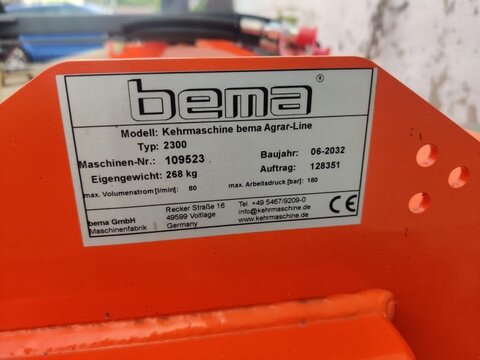 bema ®
Modell: Kehrmaschine bema Agrar-Line
Typ: 2300
Maschinen-Nr.: 109523 Baujahr: 06-2032
Eigengewicht: 268 kg Auftrag: 128351
max. Volumenstrom [l/min]: 80 max. Arbeitsdruck [bar]: 180
bema GmbH
Maschinenfabrik
Recker Straße 16
49599 Voltlage
Germany
Tel. +49 5467/9209-0
info@kehrmaschine.de
www.kehrmaschine.de
CE